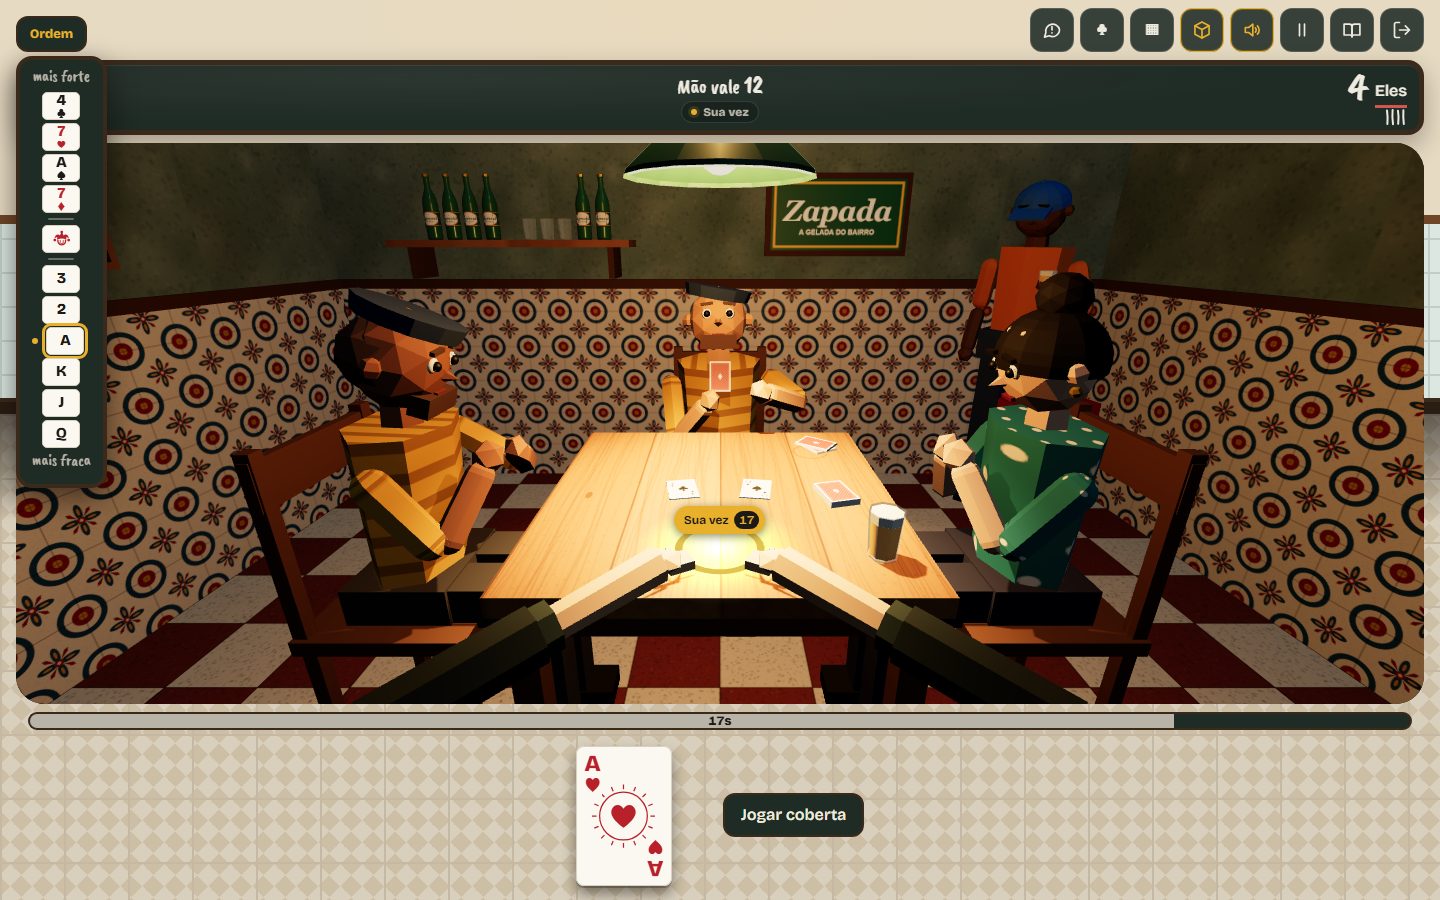 Ordem
mais forte
4
7
A
7
3
2
A
K
J
Q
mais fraca
Mão vale 12
Sua vez
4 Eles
Zapada
A GELADA DO BAIRRO
Sua vez 17
17s
A
A
Jogar coberta